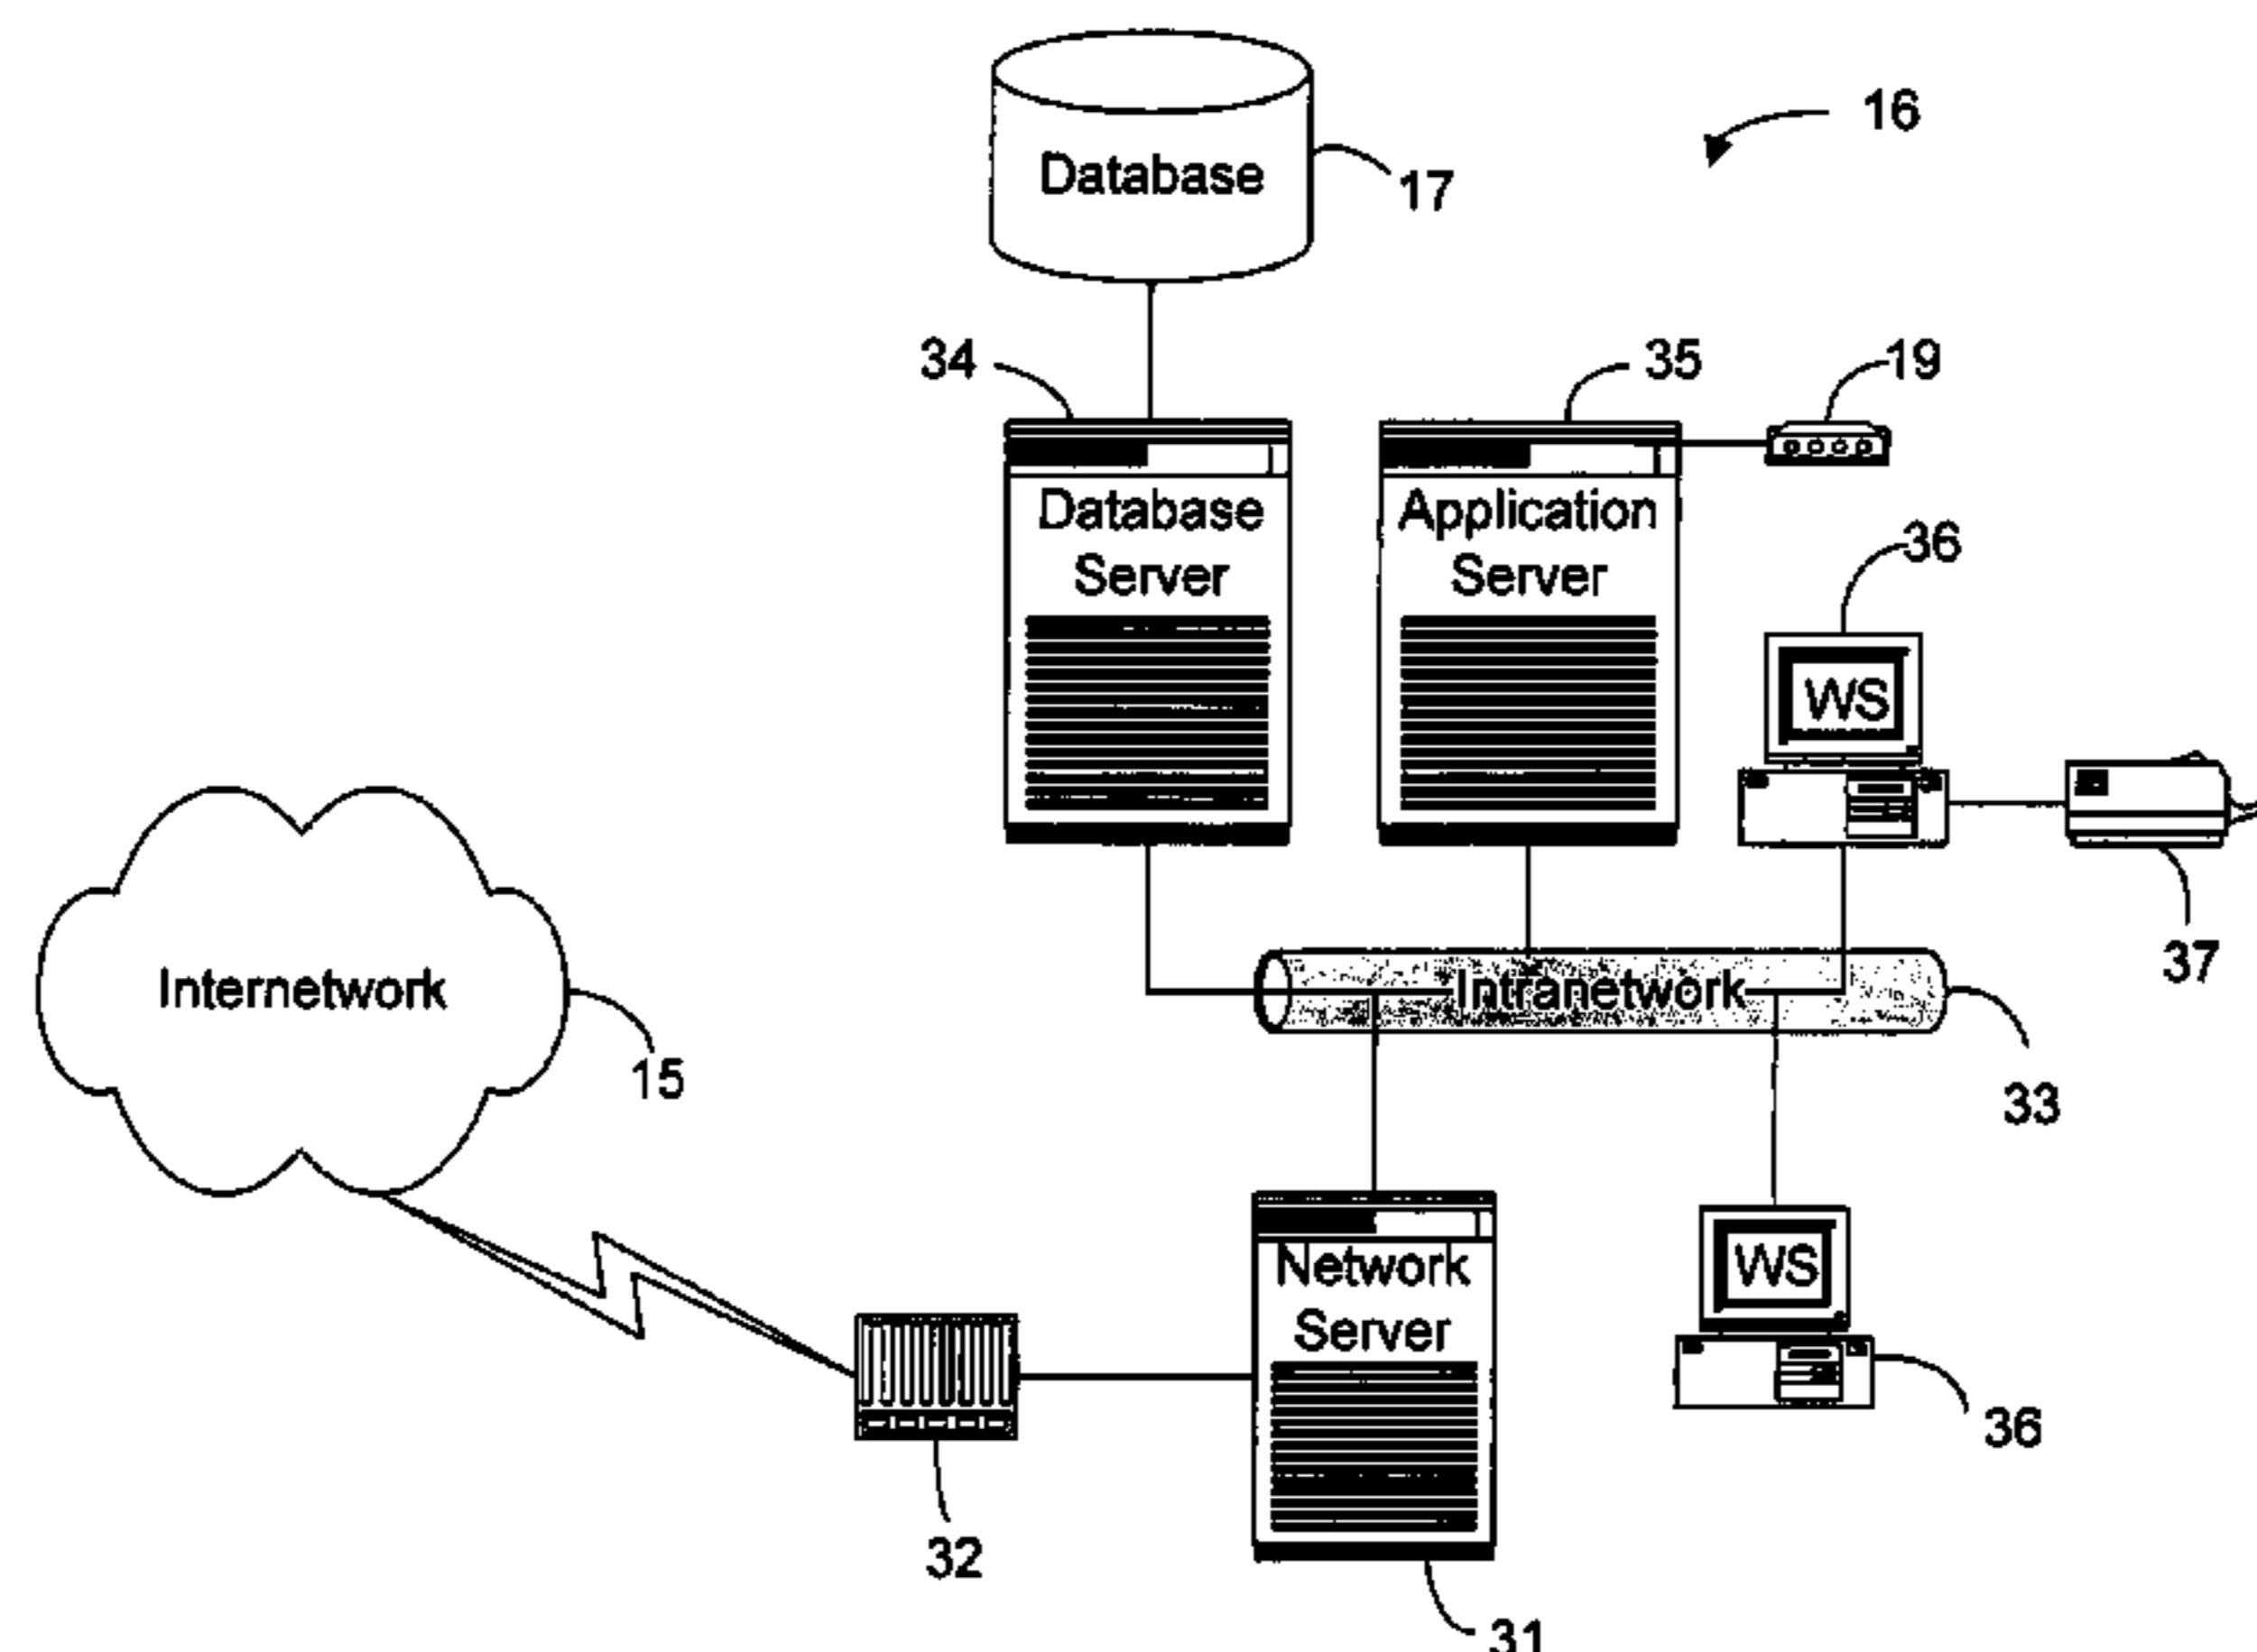 Database
16
17
34
35
19
Database
Server
Application
Server
36
WS
37
Internetwork
15
Intranetwork
33
Network
Server
WS
36
32
31